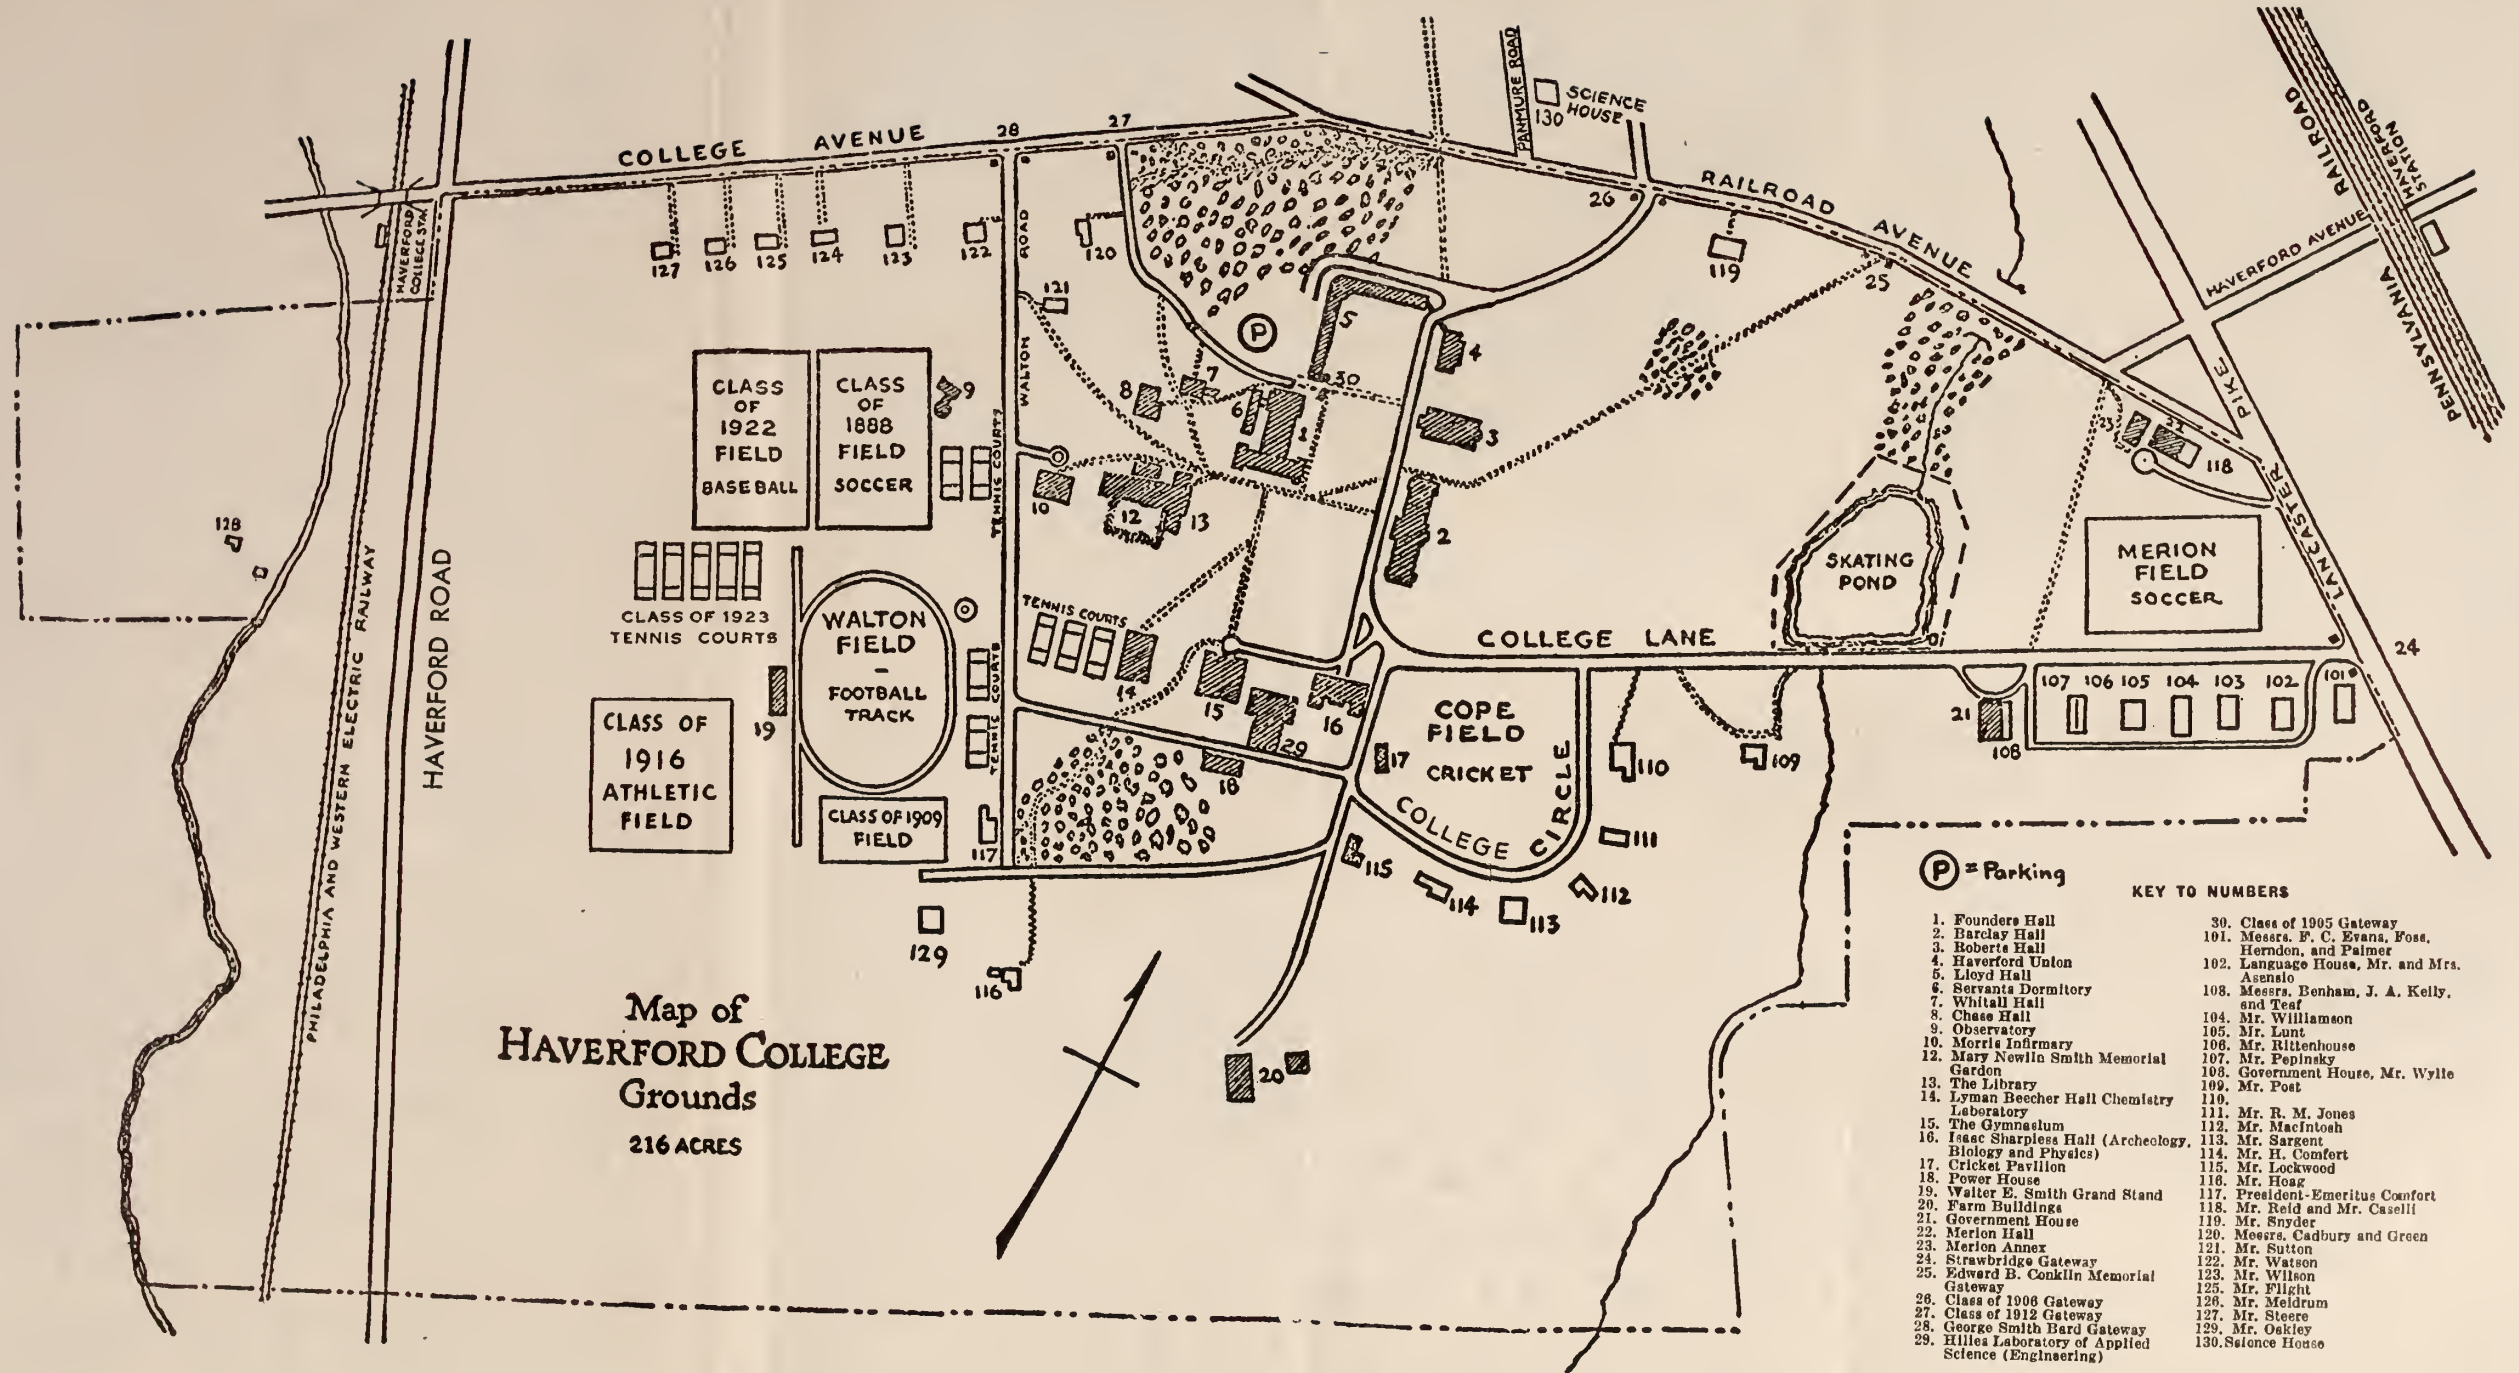 COLLEGE AVENUE
28
27
PANMURE ROAD
130
SCIENCE
HOUSE
26
RAILROAD AVENUE
25
HAVERFORD AVENUE
RAILROAD
HAVERFORD
STATION
PENNSYLVANIA
LANCASTER PIKE
HAVERFORD
COLLEGE STA.
127
126
125
124
123
122
WALTON ROAD
120
121
119
P
5
4
30
7
8
6
1
3
9
CLASS
OF
1922
FIELD
BASEBALL
CLASS
OF
1888
FIELD
SOCCER
TENNIS COURTS
10
12
13
2
23
22
118
128
SKATING
POND
MERION
FIELD
SOCCER
CLASS OF 1923
TENNIS COURTS
WALTON
FIELD
-
FOOTBALL
TRACK
TENNIS COURTS
TENNIS COURTS
COLLEGE LANE
24
PHILADELPHIA AND WESTERN ELECTRIC RAILWAY
HAVERFORD ROAD
CLASS OF
1916
ATHLETIC
FIELD
19
14
15
16
29
17
18
COPE
FIELD
CRICKET
COLLEGE CIRCLE
110
109
21
108
107 106 105 104 103 102
101
CLASS OF 1909
FIELD
117
115
114
113
112
111
129
116
20
Map of
HAVERFORD COLLEGE
Grounds
216 ACRES
P = Parking
KEY TO NUMBERS
1. Founders Hall
2. Barclay Hall
3. Roberts Hall
4. Haverford Union
5. Lloyd Hall
6. Servants Dormitory
7. Whitall Hall
8. Chase Hall
9. Observatory
10. Morris Infirmary
12. Mary Newlin Smith Memorial
Gardon
13. The Library
14. Lyman Beecher Hall Chemistry
Laboratory
15. The Gymnasium
16. Isaac Sharpless Hall (Archeology,
Biology and Physics)
17. Cricket Pavilion
18. Power House
19. Walter E. Smith Grand Stand
20. Farm Buildings
21. Government House
22. Merion Hall
23. Merion Annex
24. Strawbridge Gateway
25. Edward B. Conklin Memorial
Gateway
26. Class of 1906 Gateway
27. Class of 1912 Gateway
28. George Smith Bard Gateway
29. Hilles Laboratory of Applied
Science (Engineering)
30. Class of 1905 Gateway
101. Messrs. F. C. Evans, Foss,
Herndon, and Palmer
102. Language House, Mr. and Mrs.
Asensio
103. Messrs. Benham, J. A. Kelly,
and Teaf
104. Mr. Williamson
105. Mr. Lunt
106. Mr. Rittenhouse
107. Mr. Pepinsky
108. Government House, Mr. Wylie
109. Mr. Post
110.
111. Mr. R. M. Jones
112. Mr. MacIntosh
113. Mr. Sargent
114. Mr. H. Comfort
115. Mr. Lockwood
116. Mr. Hoag
117. President-Emeritus Comfort
118. Mr. Reid and Mr. Caselli
119. Mr. Snyder
120. Messrs. Cadbury and Green
121. Mr. Sutton
122. Mr. Watson
123. Mr. Wilson
125. Mr. Flight
126. Mr. Meldrum
127. Mr. Steere
129. Mr. Oakley
130. Science House